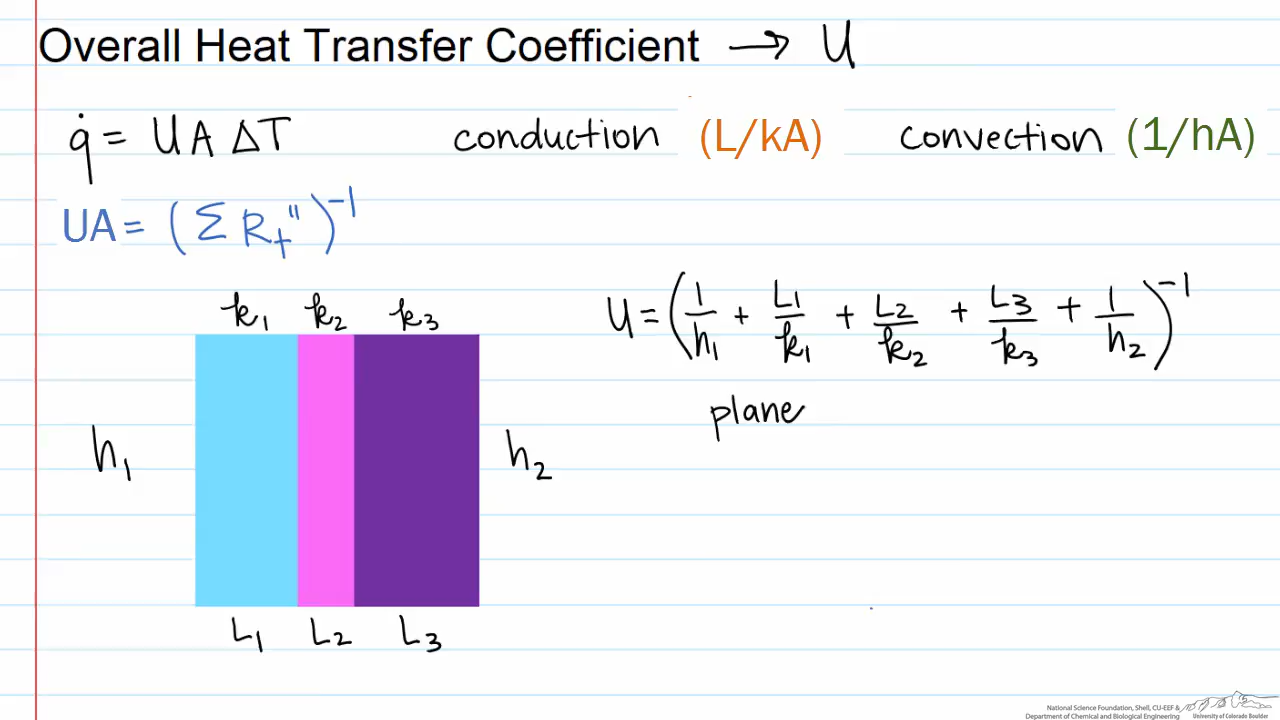 Overall Heat Transfer Coefficient → U
q̇ = U A ΔT conduction (L/kA) convection (1/hA)
UA = (Σ R_t'')^-1
k1 k2 k3
U = (1/h1 + L1/k1 + L2/k2 + L3/k3 + 1/h2)^-1
plane
h1 h2
L1 L2 L3
National Science Foundation, Shell, CU-EEF &
Department of Chemical and Biological Engineering
University of Colorado Boulder